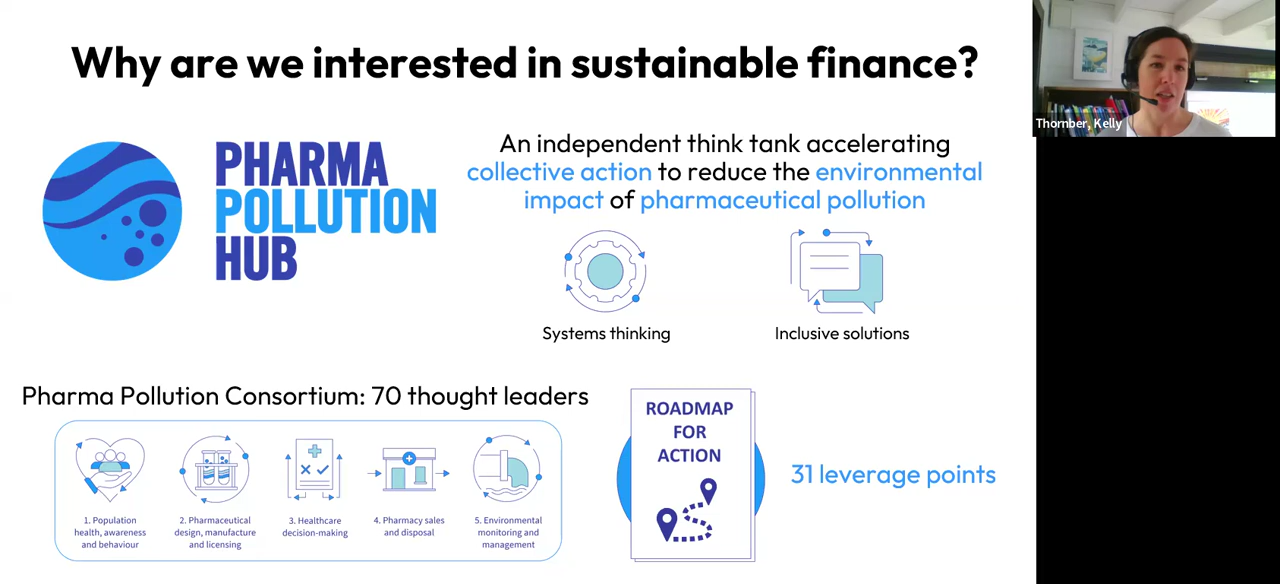 Why are we interested in sustainable finance?
Thornber, Kelly
PHARMA
POLLUTION
HUB
An independent think tank accelerating
collective action to reduce the environmental
impact of pharmaceutical pollution
Systems thinking
Inclusive solutions
Pharma Pollution Consortium: 70 thought leaders
1. Population
health, awareness
and behaviour
2. Pharmaceutical
design, manufacture
and licensing
3. Healthcare
decision-making
4. Pharmacy sales
and disposal
5. Environmental
monitoring and
management
ROADMAP
FOR
ACTION
31 leverage points